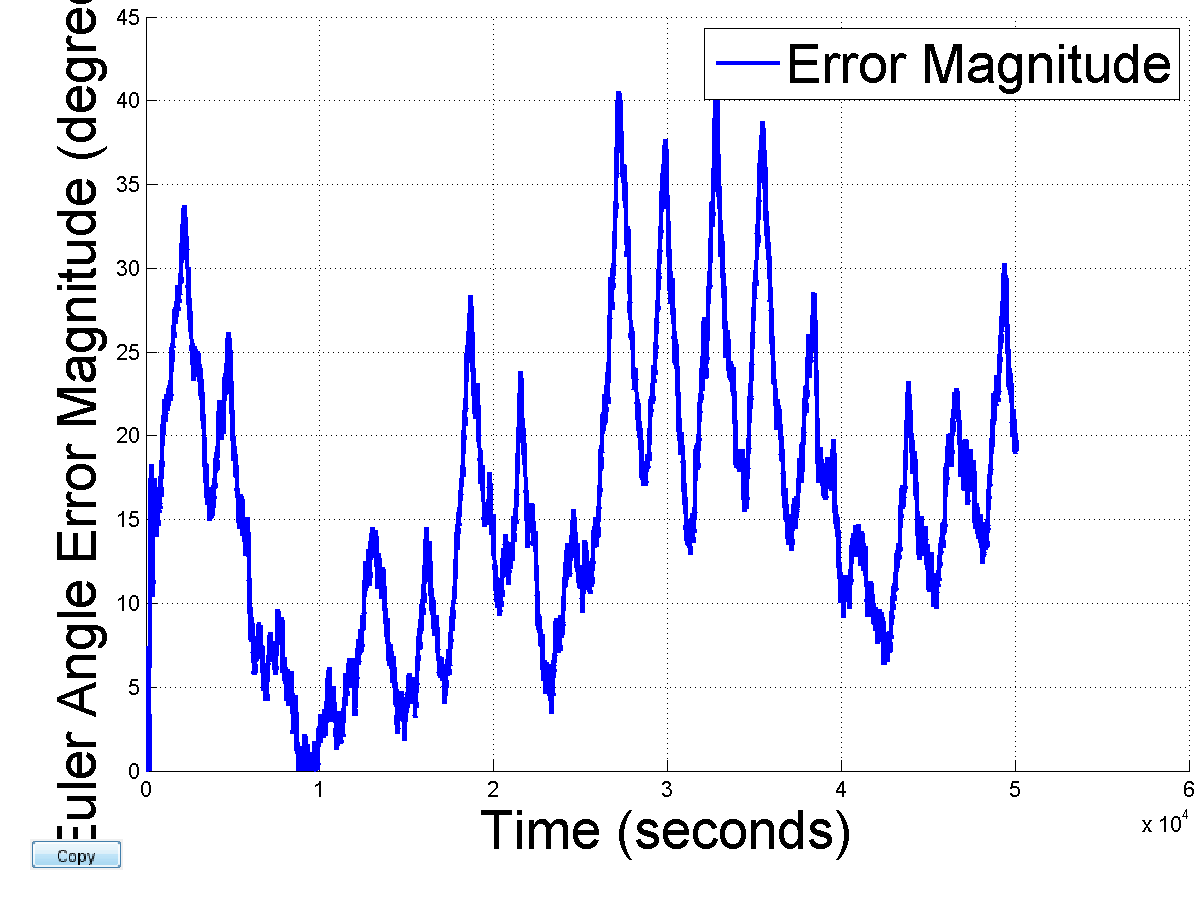 45
40
35
30
25
20
15
10
5
0
Euler Angle Error Magnitude (degree
Error Magnitude
0 1 2 3 4 5 6
x 10⁴
Time (seconds)
Copy